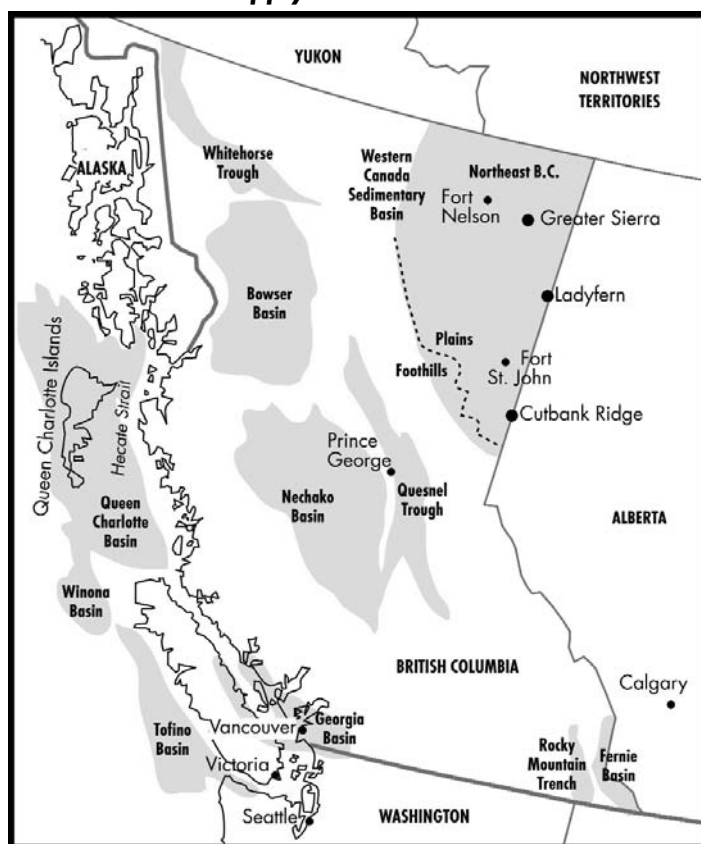 YUKON
NORTHWEST
TERRITORIES
ALASKA
Whitehorse
Trough
Western
Canada
Sedimentary
Basin
Northeast B.C.
Fort
Nelson
Greater Sierra
Bowser
Basin
Ladyfern
Plains
Foothills
Fort
St. John
Cutbank Ridge
Queen Charlotte Islands
Hecate Strait
Queen
Charlotte
Basin
Prince
George
Nechako
Basin
Quesnel
Trough
ALBERTA
Winona
Basin
BRITISH COLUMBIA
Calgary
Tofino
Basin
Vancouver
Georgia
Basin
Victoria
Rocky
Mountain
Trench
Fernie
Basin
Seattle
WASHINGTON